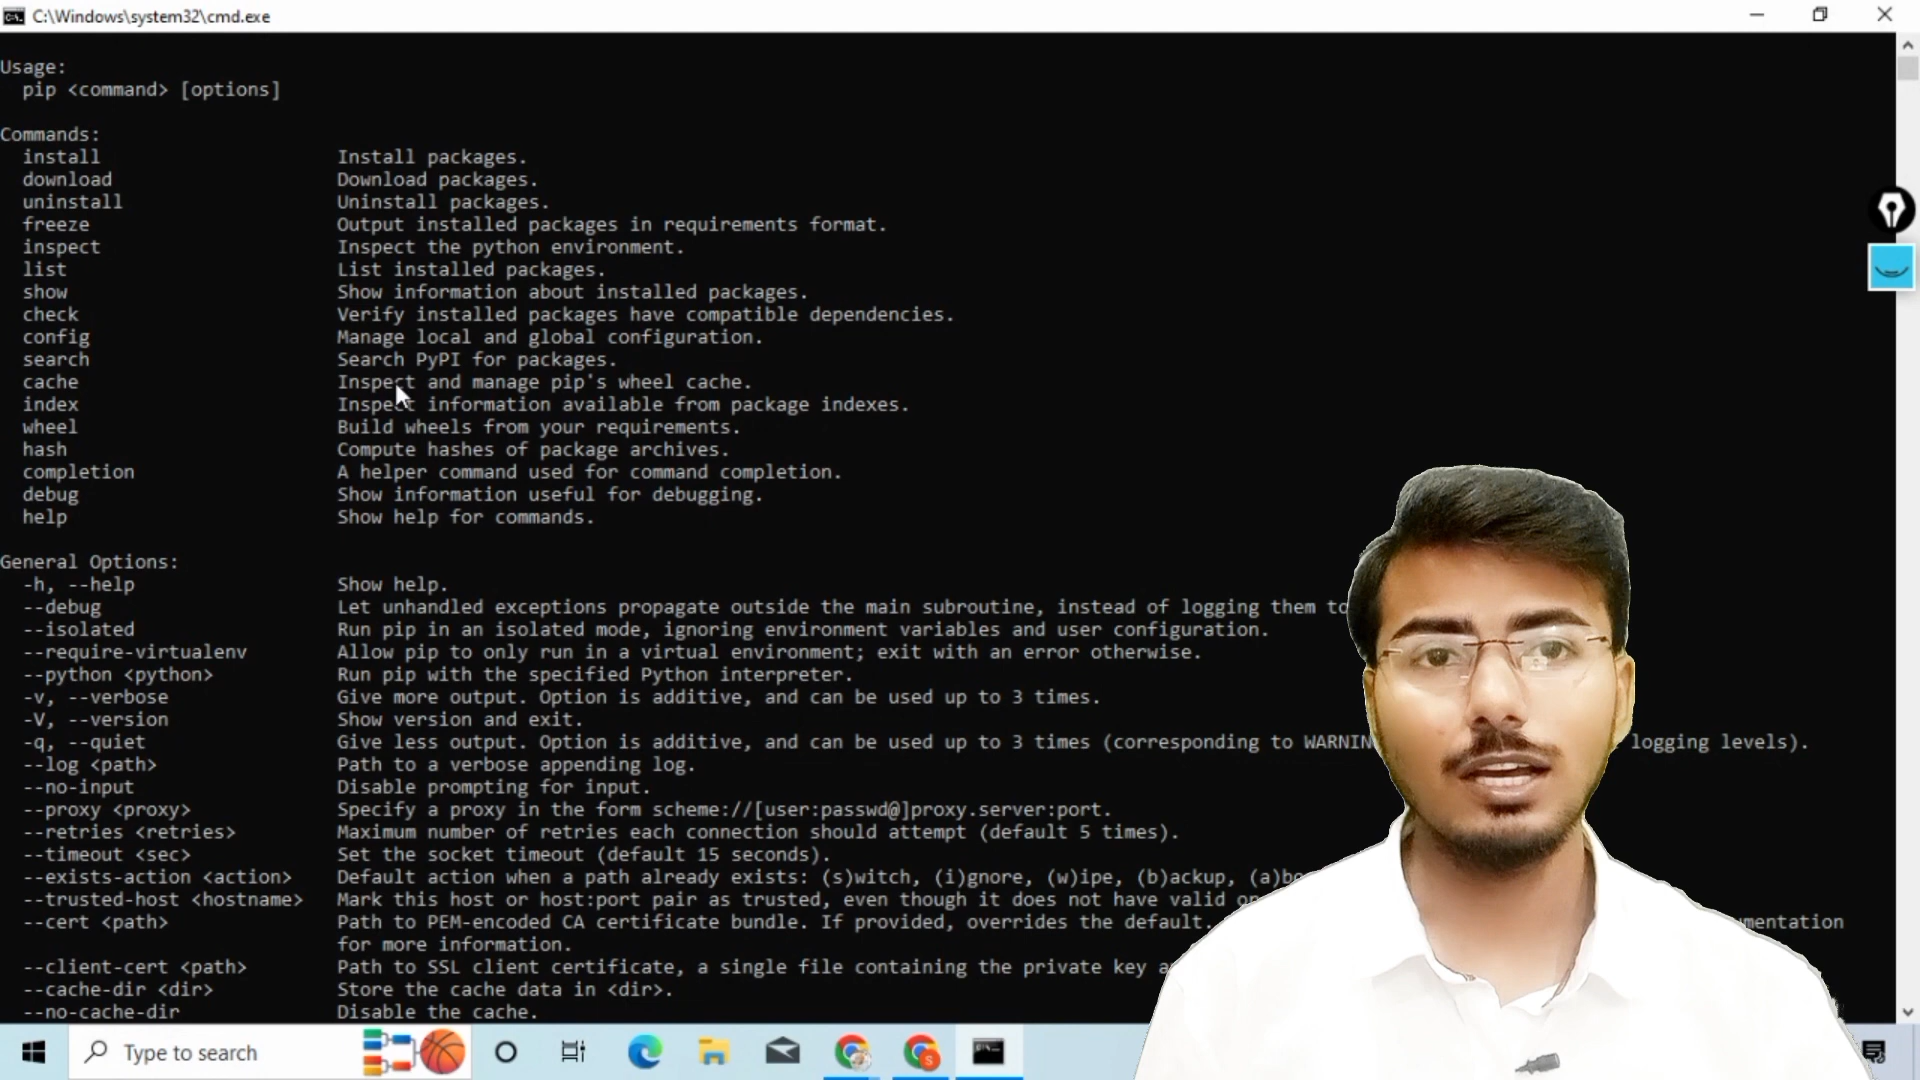 C:\Windows\system32\cmd.exe
Usage:
pip <command> [options]
Commands:
install Install packages.
download Download packages.
uninstall Uninstall packages.
freeze Output installed packages in requirements format.
inspect Inspect the python environment.
list List installed packages.
show Show information about installed packages.
check Verify installed packages have compatible dependencies.
config Manage local and global configuration.
search Search PyPI for packages.
cache Inspect and manage pip's wheel cache.
index Inspect information available from package indexes.
wheel Build wheels from your requirements.
hash Compute hashes of package archives.
completion A helper command used for command completion.
debug Show information useful for debugging.
help Show help for commands.
General Options:
-h, --help Show help.
--debug Let unhandled exceptions propagate outside the main subroutine, instead of logging them to
--isolated Run pip in an isolated mode, ignoring environment variables and user configuration.
--require-virtualenv Allow pip to only run in a virtual environment; exit with an error otherwise.
--python <python> Run pip with the specified Python interpreter.
-v, --verbose Give more output. Option is additive, and can be used up to 3 times.
-V, --version Show version and exit.
-q, --quiet Give less output. Option is additive, and can be used up to 3 times (corresponding to logging levels).
--log <path> Path to a verbose appending log.
--no-input Disable prompting for input.
--proxy <proxy> Specify a proxy in the form scheme://[user:passwd@]proxy.server:port.
--retries <retries> Maximum number of retries each connection should attempt (default 5 times).
--timeout <sec> Set the socket timeout (default 15 seconds).
--exists-action <action> Default action when a path already exists: (s)witch, (i)gnore, (w)ipe, (b)ackup,
--trusted-host <hostname> Mark this host or host:port pair as trusted, even though it does not have valid
--cert <path> Path to PEM-encoded CA certificate bundle. If provided, overrides the default.
for more information.
--client-cert <path> Path to SSL client certificate, a single file containing the private key
--cache-dir <dir> Store the cache data in <dir>.
--no-cache-dir Disable the cache.
Type to search
S